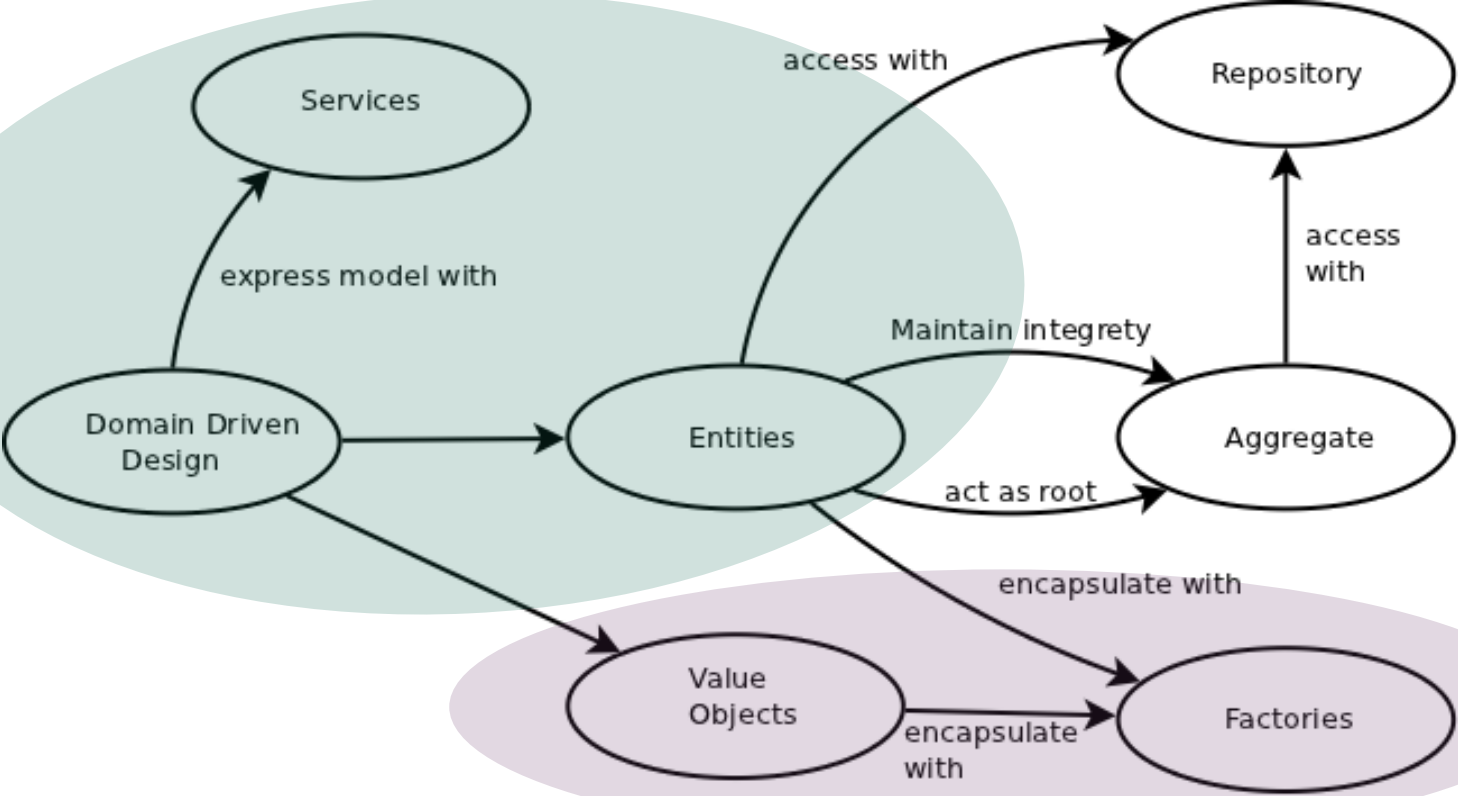 Services
access with
Repository
express model with
access
with
Maintain integrety
Domain Driven
Design
Entities
Aggregate
act as root
encapsulate with
Value
Objects
encapsulate
with
Factories